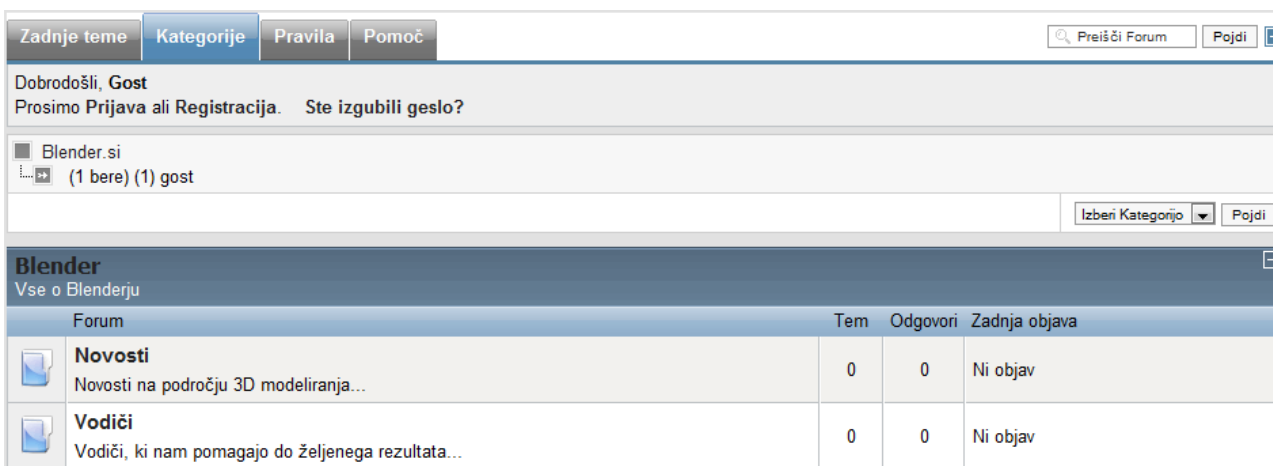 Zadnje teme Kategorije Pravila Pomoč Preišči Forum Pojdi
Dobrodošli, Gost
Prosimo Prijava ali Registracija. Ste izgubili geslo?
Blender.si
(1 bere) (1) gost
Izberi Kategorijo Pojdi
Blender
Vse o Blenderju
Forum Tem Odgovori Zadnja objava
Novosti
Novosti na področju 3D modeliranja...
0 0 Ni objav
Vodiči
Vodiči, ki nam pomagajo do željenega rezultata...
0 0 Ni objav